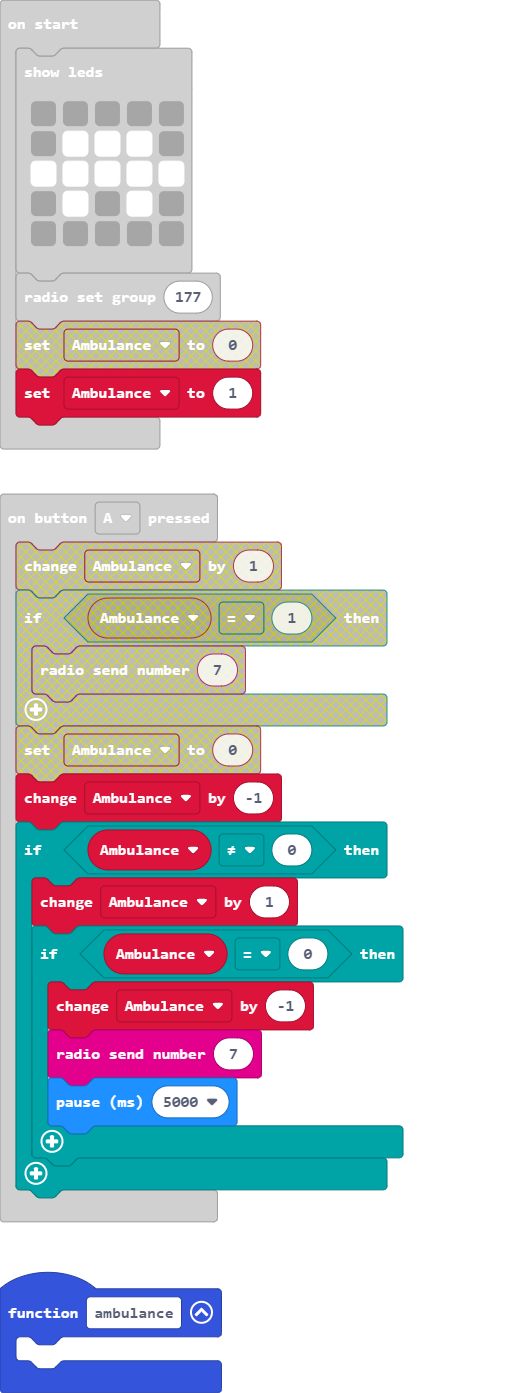 on start
show leds
radio set group 177
set Ambulance to 0
set Ambulance to 1
on button A pressed
change Ambulance by 1
if Ambulance = 1 then
radio send number 7
set Ambulance to 0
change Ambulance by -1
if Ambulance ≠ 0 then
change Ambulance by 1
if Ambulance = 0 then
change Ambulance by -1
radio send number 7
pause (ms) 5000
function ambulance